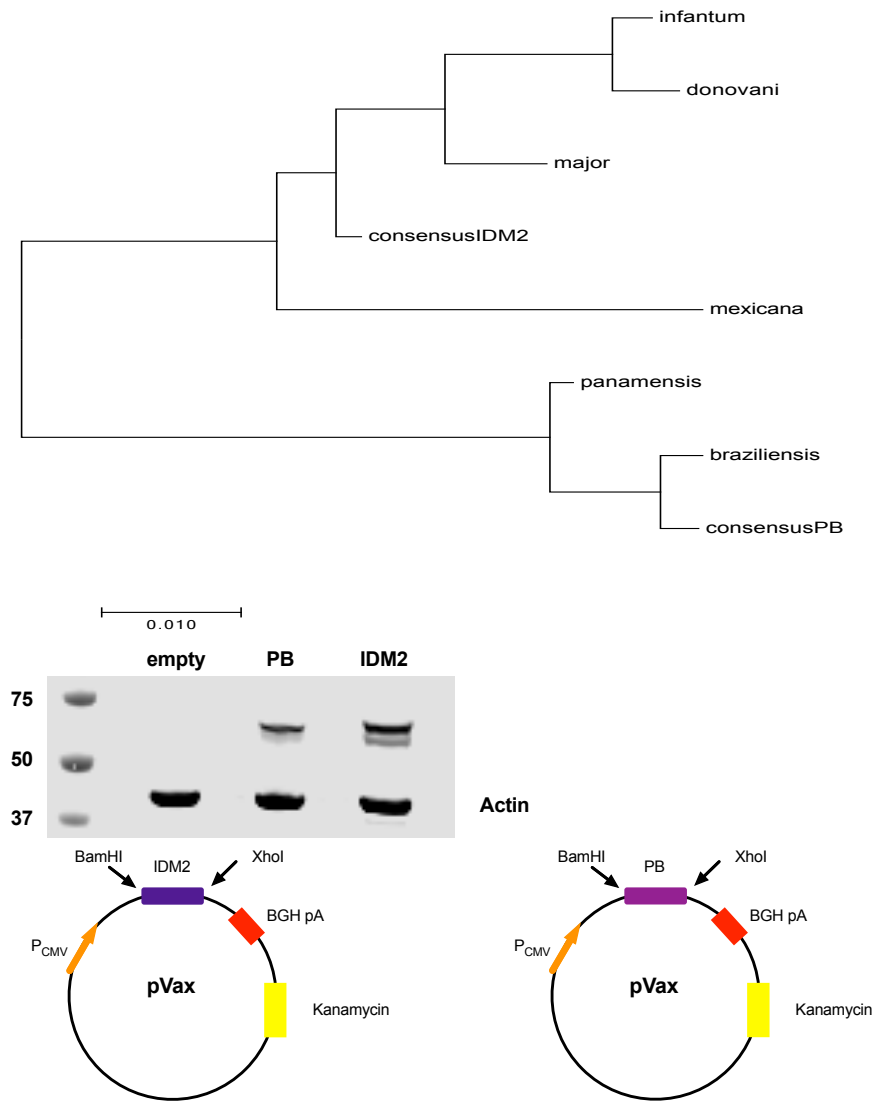 infantum
donovani
major
consensusIDM2
mexicana
panamensis
braziliensis
consensusPB
0.010
empty PB IDM2
75
50
37
Actin
BamHI IDM2 XhoI
BGH pA
PCMV
pVax
Kanamycin
BamHI PB XhoI
BGH pA
PCMV
pVax
Kanamycin